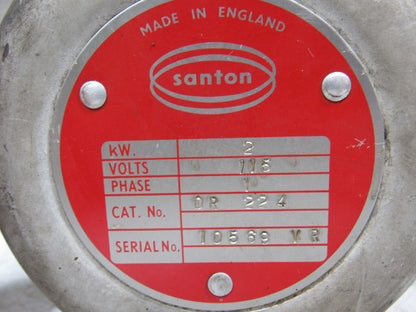 MADE IN ENGLAND
santon
KW. 2
VOLTS 115
PHASE 1
CAT. No. OR 224
SERIAL No. 10569 VR